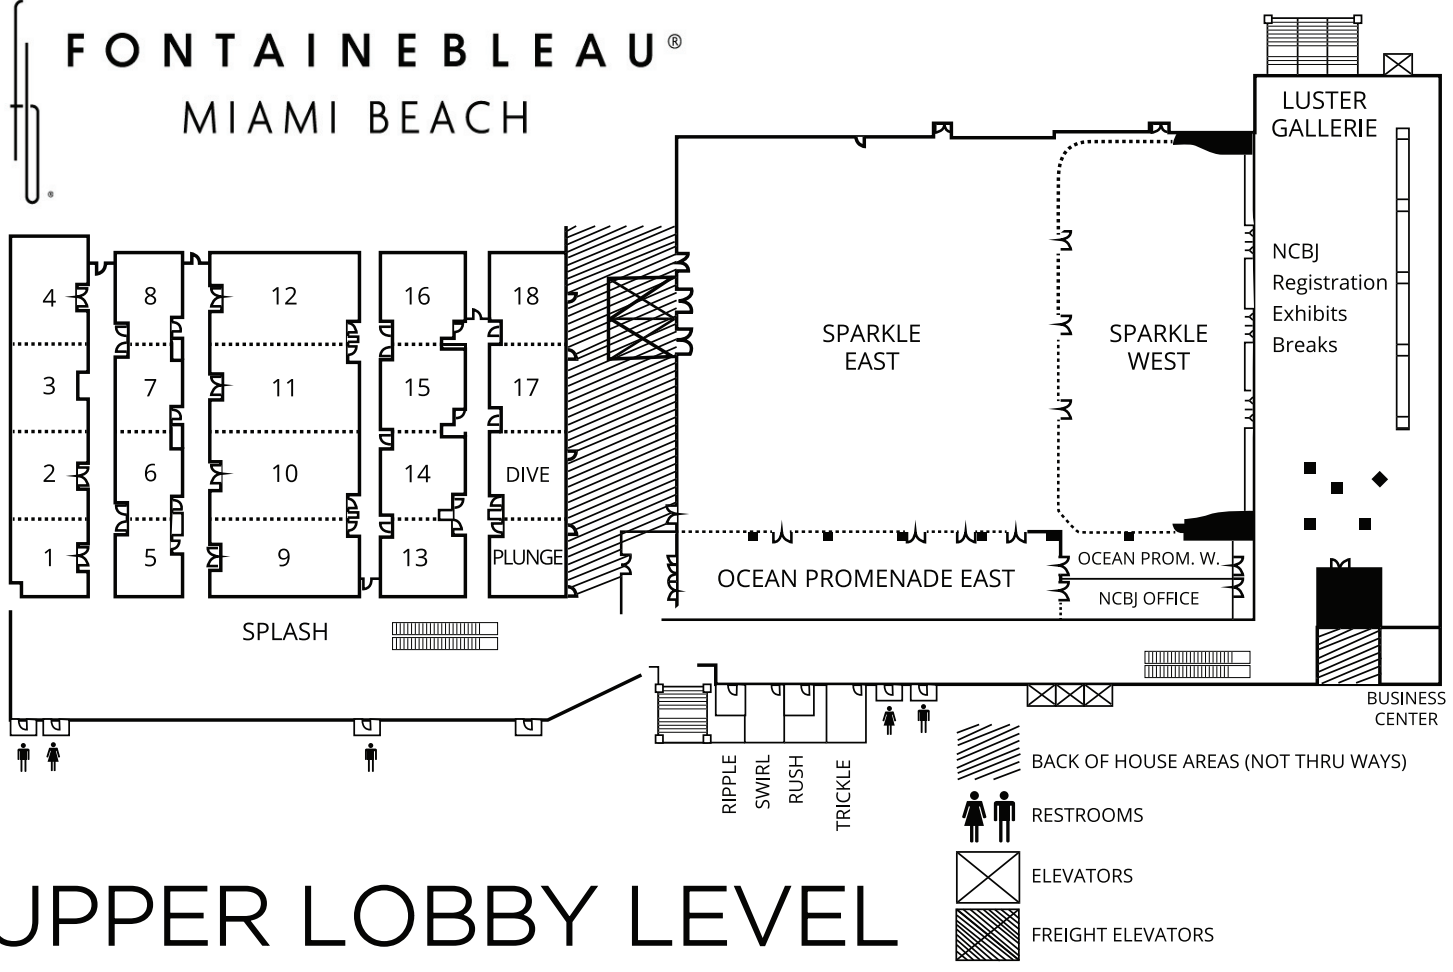 FONTAINEBLEAU®
MIAMI BEACH
®
LUSTER
GALLERIE
NCBJ
Registration
Exhibits
Breaks
SPARKLE
EAST
SPARKLE
WEST
4
8
12
16
18
3
7
11
15
17
2
6
10
14
DIVE
1
5
9
13
PLUNGE
OCEAN PROMENADE EAST
OCEAN PROM. W.
NCBJ OFFICE
SPLASH
BUSINESS
CENTER
RIPPLE
SWIRL
RUSH
TRICKLE
BACK OF HOUSE AREAS (NOT THRU WAYS)
RESTROOMS
ELEVATORS
FREIGHT ELEVATORS
UPPER LOBBY LEVEL